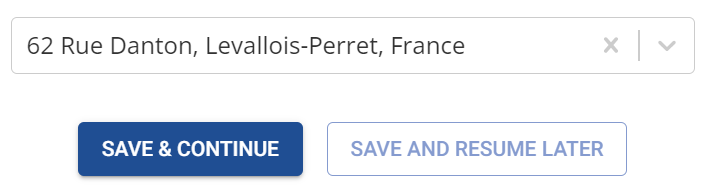 62 Rue Danton, Levallois-Perret, France
SAVE & CONTINUE
SAVE AND RESUME LATER